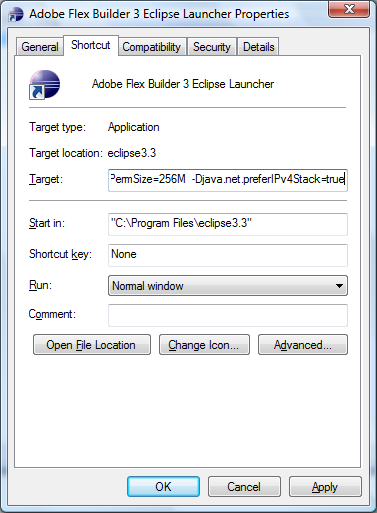 Adobe Flex Builder 3 Eclipse Launcher Properties
General Shortcut Compatibility Security Details
Adobe Flex Builder 3 Eclipse Launcher
Target type: Application
Target location: eclipse3.3
Target: PermSize=256M -Djava.net.preferIPv4Stack=true
Start in: "C:\Program Files\eclipse3.3"
Shortcut key: None
Run: Normal window
Comment:
Open File Location Change Icon... Advanced...
OK Cancel Apply